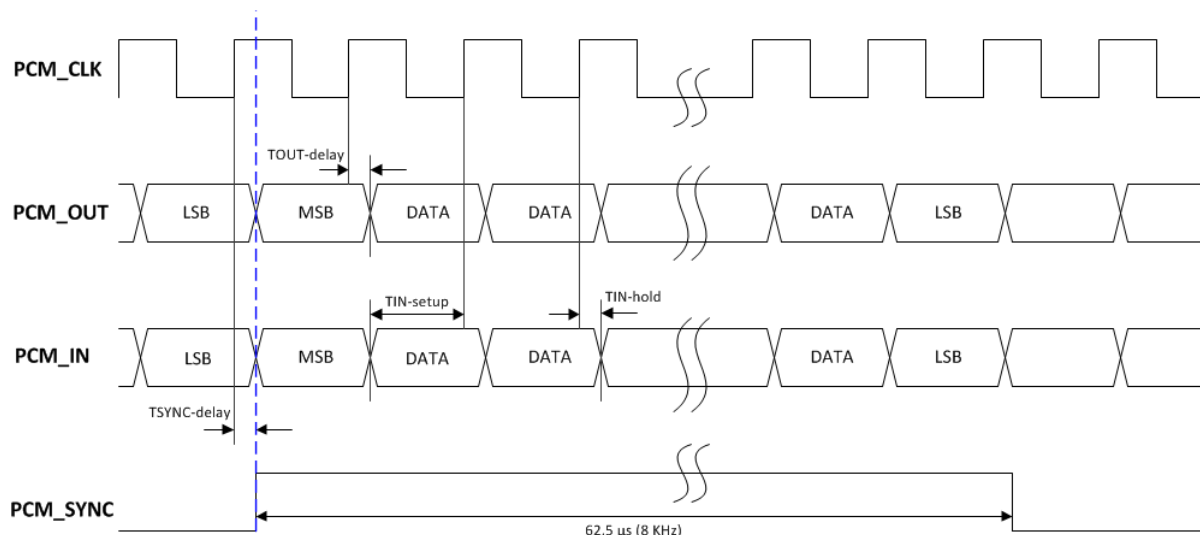 PCM_CLK
TOUT-delay
PCM_OUT
LSB
MSB
DATA
DATA
DATA
LSB
TIN-setup
TIN-hold
PCM_IN
LSB
MSB
DATA
DATA
DATA
LSB
TSYNC-delay
PCM_SYNC
62.5 µs (8 KHz)